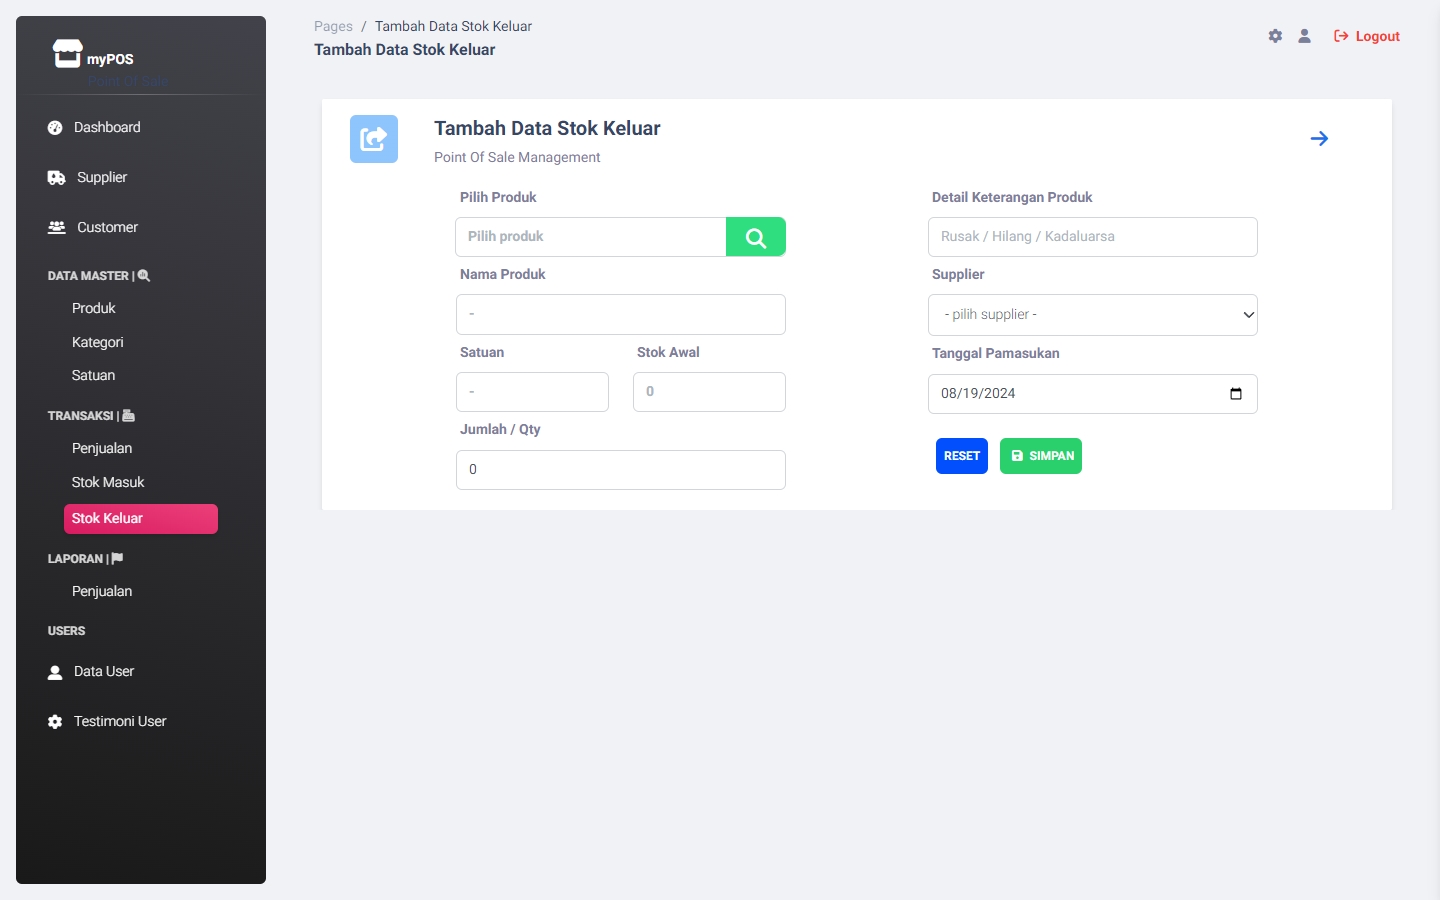 myPOS
Point Of Sale
Dashboard
Supplier
Customer
DATA MASTER |
Produk
Kategori
Satuan
TRANSAKSI |
Penjualan
Stok Masuk
Stok Keluar
LAPORAN |
Penjualan
USERS
Data User
Testimoni User
Pages / Tambah Data Stok Keluar
Tambah Data Stok Keluar
Logout
Tambah Data Stok Keluar
Point Of Sale Management
Pilih Produk
Pilih produk
Nama Produk
-
Satuan Stok Awal
- 0
Jumlah / Qty
0
Detail Keterangan Produk
Rusak / Hilang / Kadaluarsa
Supplier
- pilih supplier -
Tanggal Pamasukan
08/19/2024
RESET SIMPAN